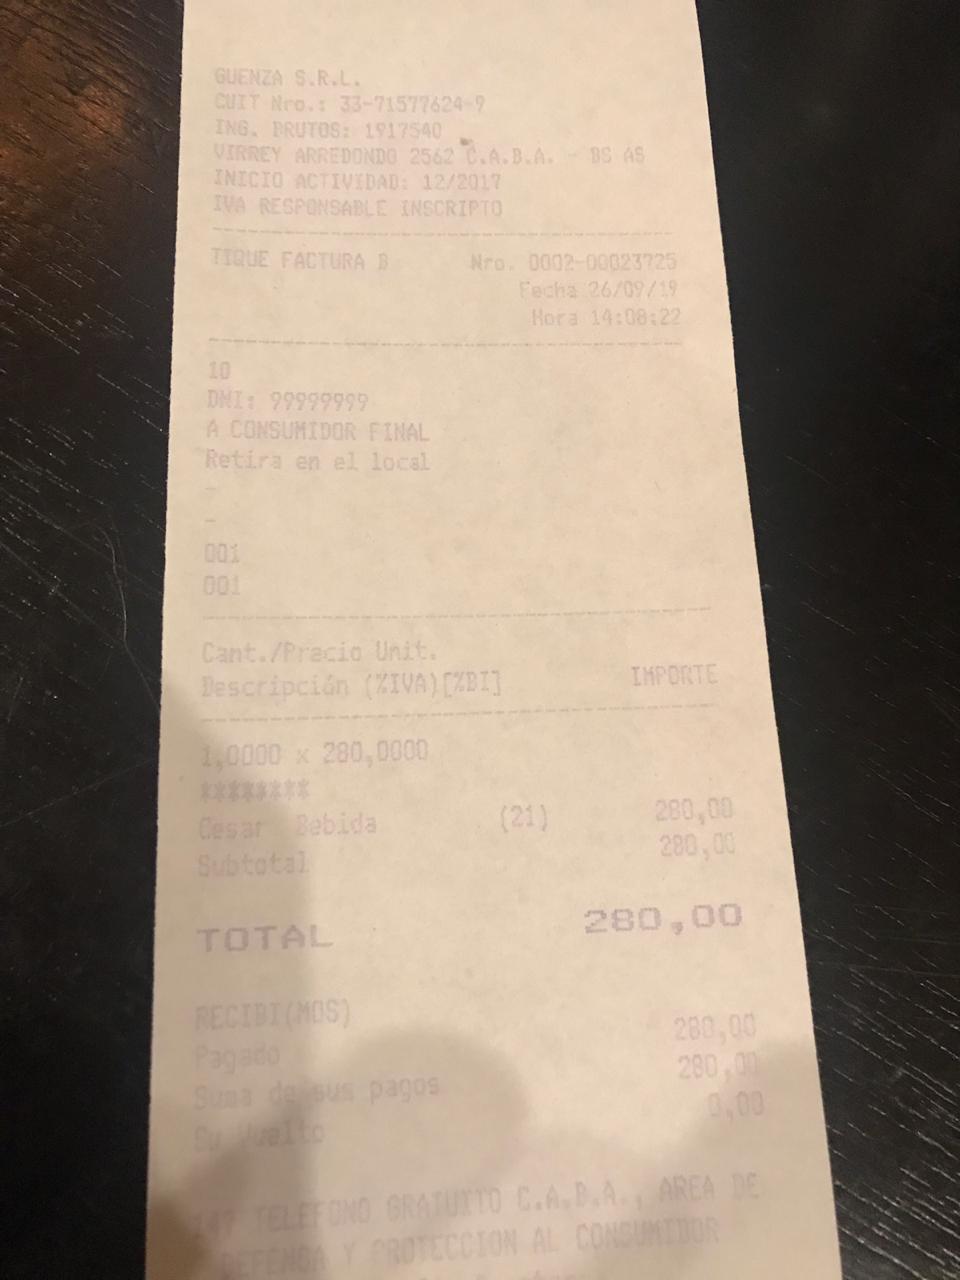 GUENZA S.R.L.
CUIT Nro.: 33-71577624-9
ING. BRUTOS: 1917540
VIRREY ARREDONDO 2562 C.A.B.A. - BS AS
INICIO ACTIVIDAD: 12/2017
IVA RESPONSABLE INSCRIPTO
TIQUE FACTURA B Nro. 0002-00023725
Fecha 26/09/19
Hora 14:08:22
10
DNI: 99999999
A CONSUMIDOR FINAL
Retira en el local
-
-
001
001
Cant./Precio Unit.
Descripción (%IVA)[%BI] IMPORTE
1,0000 x 280,0000
********
Cesar Bebida (21) 280,00
Subtotal 280,00
TOTAL 280,00
RECIBI(MOS)
Pagado 280,00
Suma de sus pagos 280,00
Su Vuelto 0,00
147 TELEFONO GRATUITO C.A.B.A., AREA DE
DEFENSA Y PROTECCION AL CONSUMIDOR